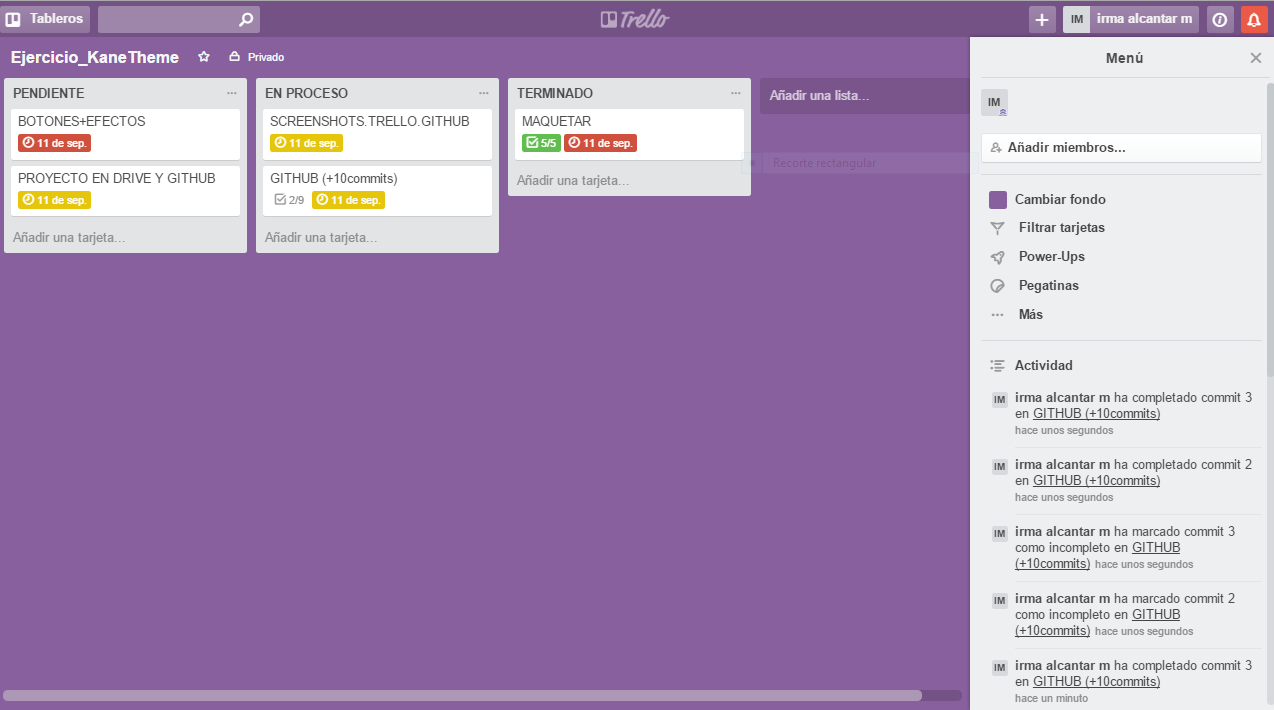 Tableros
Trello
IM irma alcantar m
Ejercicio_KaneTheme Privado
PENDIENTE ...
BOTONES+EFECTOS
11 de sep.
PROYECTO EN DRIVE Y GITHUB
11 de sep.
Añadir una tarjeta...
EN PROCESO ...
SCREENSHOTS.TRELLO.GITHUB
11 de sep.
GITHUB (+10commits)
2/9 11 de sep.
Añadir una tarjeta...
TERMINADO ...
MAQUETAR
5/5 11 de sep.
Añadir una tarjeta...
Añadir una lista...
Recorte rectangular
Menú
IM
Añadir miembros...
Cambiar fondo
Filtrar tarjetas
Power-Ups
Pegatinas
Más
Actividad
IM irma alcantar m ha completado commit 3
en GITHUB (+10commits)
hace unos segundos
IM irma alcantar m ha completado commit 2
en GITHUB (+10commits)
hace unos segundos
IM irma alcantar m ha marcado commit 3
como incompleto en GITHUB
(+10commits) hace unos segundos
IM irma alcantar m ha marcado commit 2
como incompleto en GITHUB
(+10commits) hace unos segundos
IM irma alcantar m ha completado commit 3
en GITHUB (+10commits)
hace un minuto